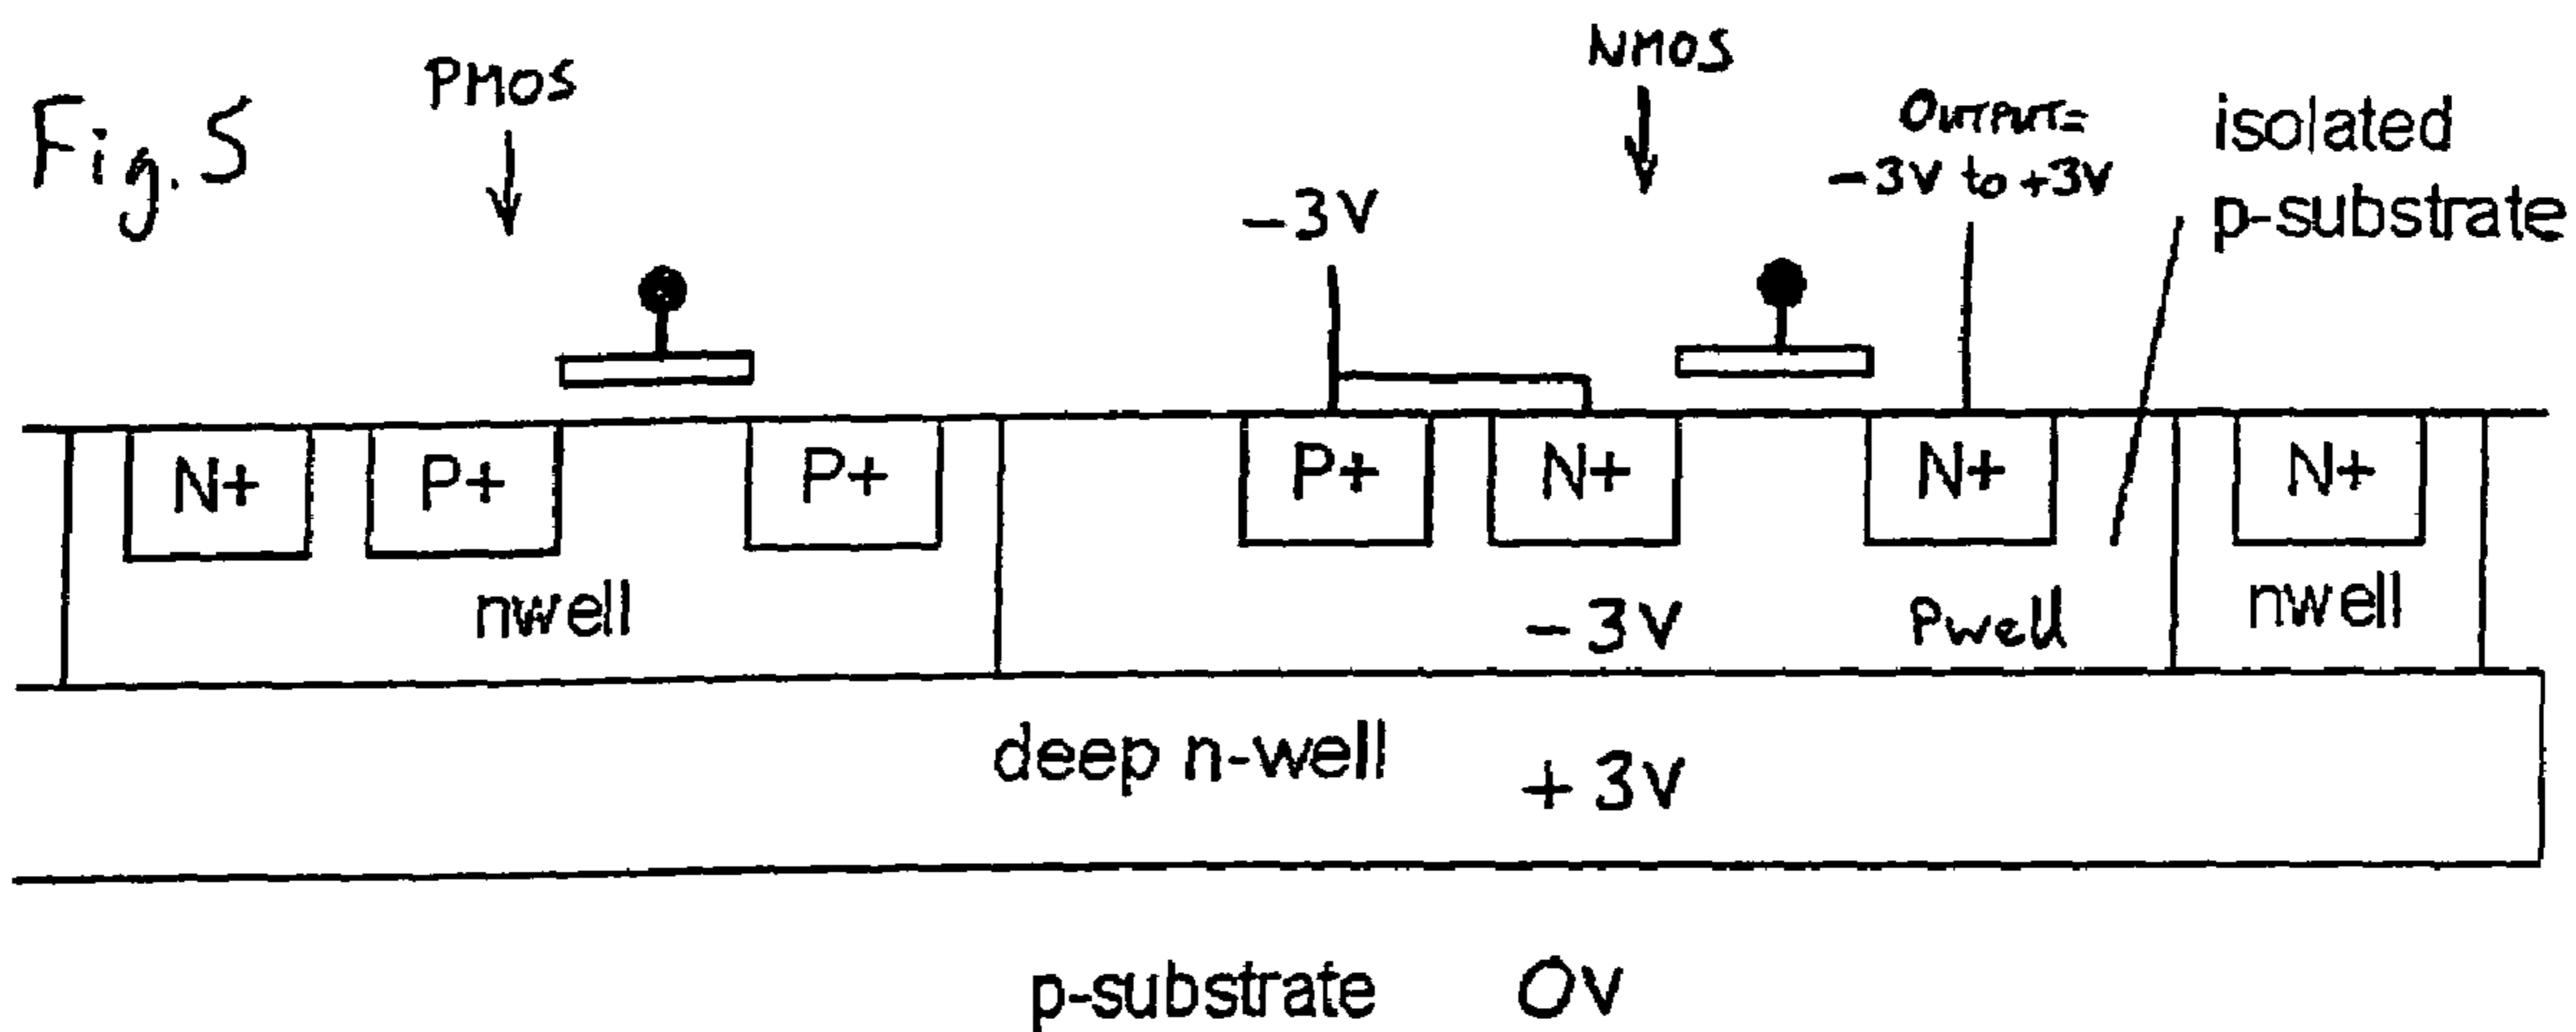 Fig. 5
PMOS
NMOS
-3V
OUTPUT=
-3V to +3V
isolated
p-substrate
N+
P+
P+
P+
N+
N+
N+
nwell
-3V
Pwell
nwell
deep n-well
+3V
p-substrate
0V